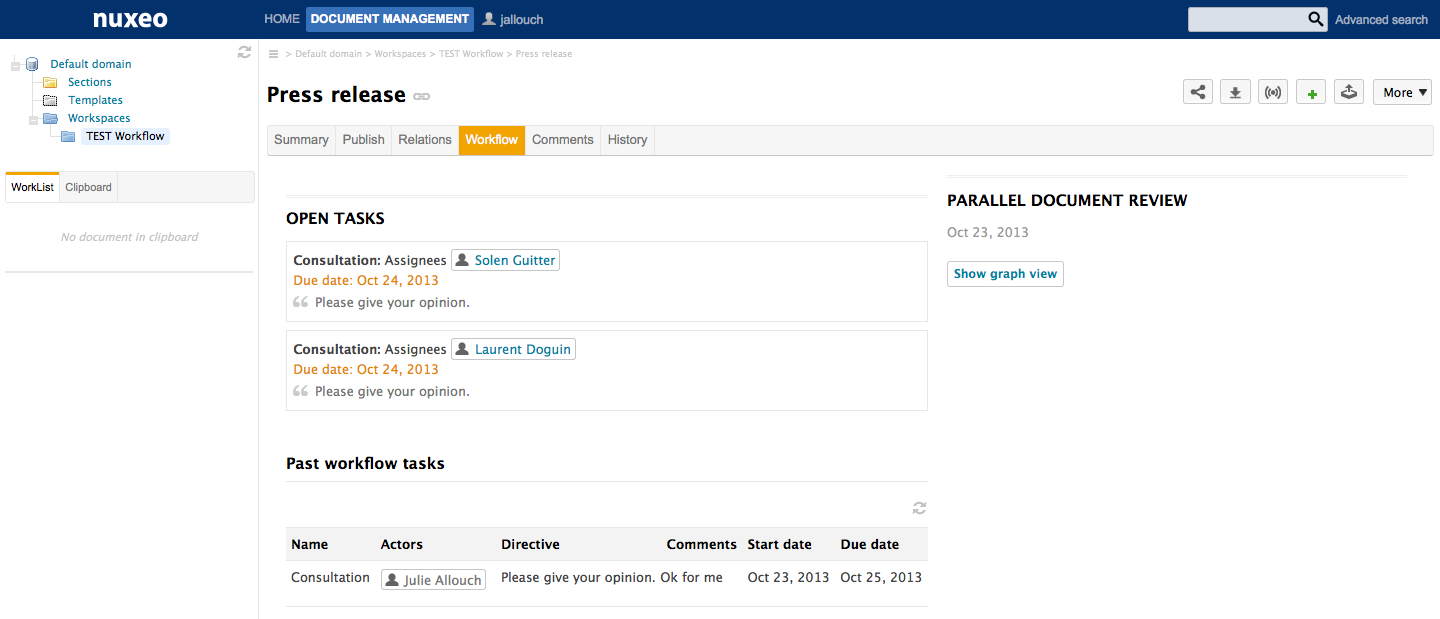 nuxeo
HOME DOCUMENT MANAGEMENT jallouch
Advanced search
Default domain
Sections
Templates
Workspaces
TEST Workflow
WorkList Clipboard
No document in clipboard
> Default domain > Workspaces > TEST Workflow > Press release
Press release
More
Summary Publish Relations Workflow Comments History
OPEN TASKS
Consultation: Assignees Solen Guitter
Due date: Oct 24, 2013
Please give your opinion.
Consultation: Assignees Laurent Doguin
Due date: Oct 24, 2013
Please give your opinion.
Past workflow tasks
Name Actors Directive Comments Start date Due date
Consultation Julie Allouch Please give your opinion. Ok for me Oct 23, 2013 Oct 25, 2013
PARALLEL DOCUMENT REVIEW
Oct 23, 2013
Show graph view